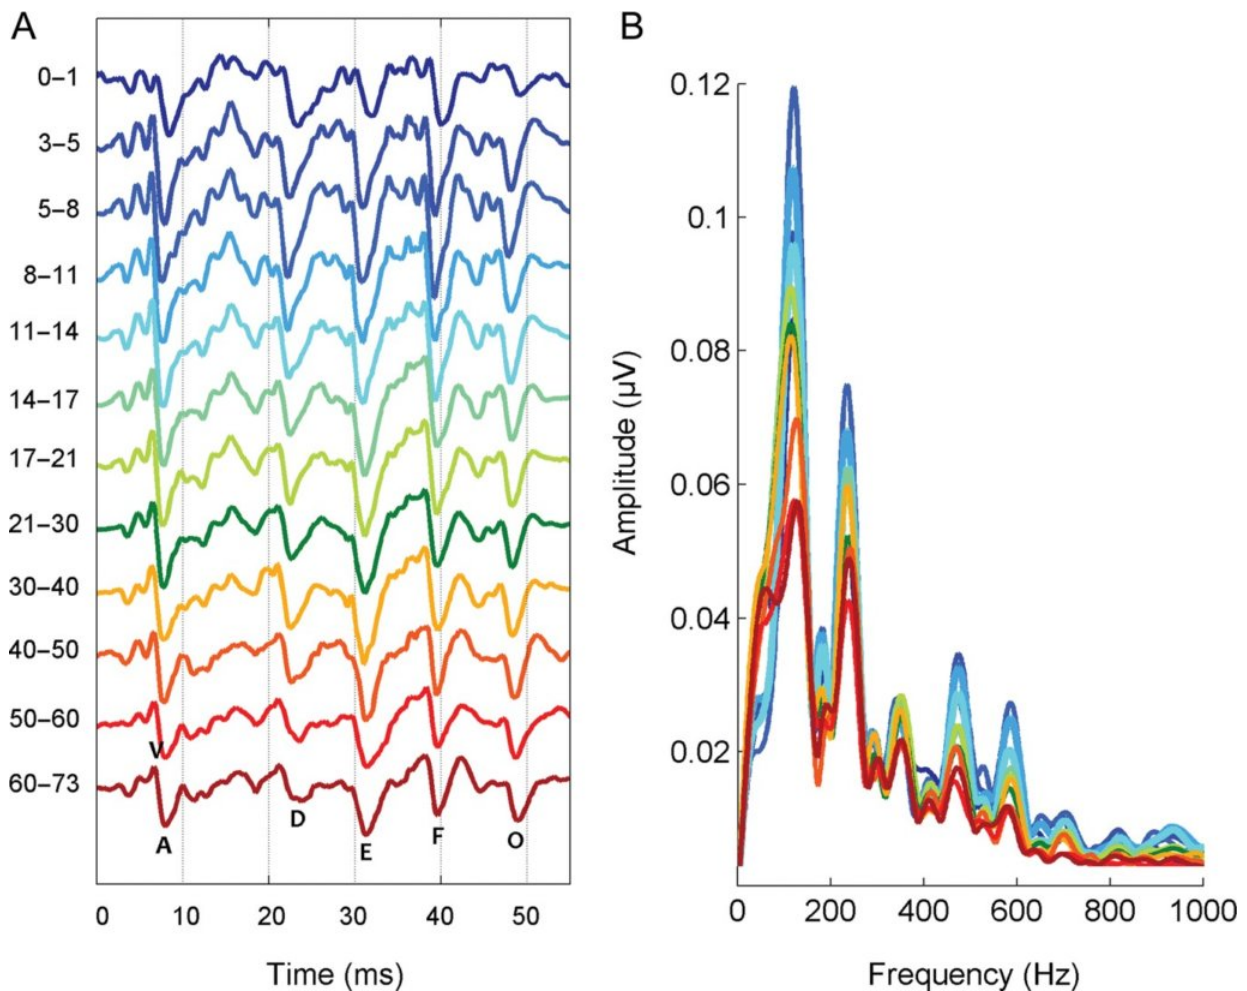 A
0–1
3–5
5–8
8–11
11–14
14–17
17–21
21–30
30–40
40–50
50–60
60–73
V
A
D
E
F
O
0 10 20 30 40 50
Time (ms)
B
0.12
0.1
0.08
0.06
0.04
0.02
Amplitude (µV)
0 200 400 600 800 1000
Frequency (Hz)